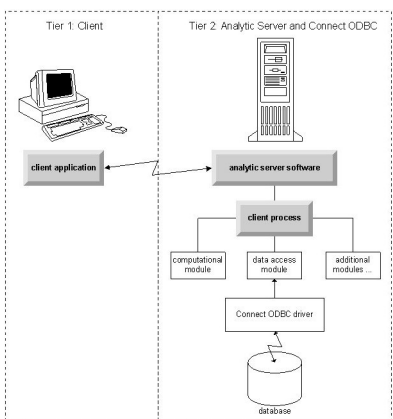 Tier 1: Client
Tier 2: Analytic Server and Connect ODBC
client application
analytic server software
client process
computational
module
data access
module
additional
modules ...
Connect ODBC driver
database